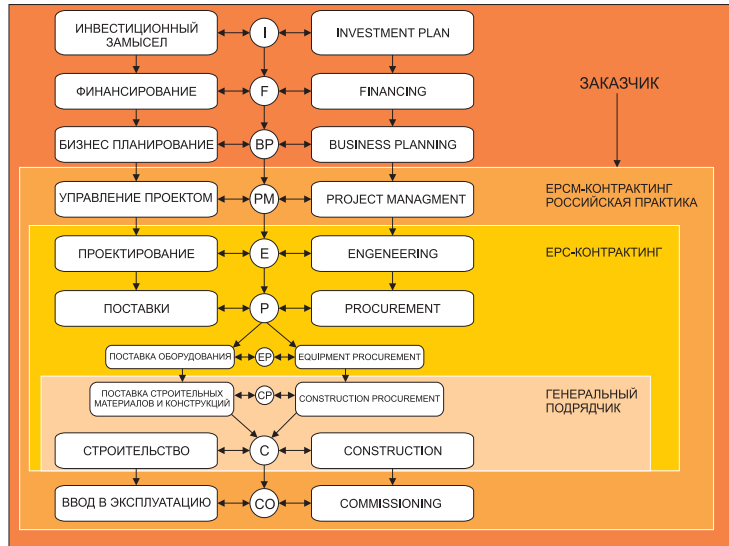 ИНВЕСТИЦИОННЫЙ
ЗАМЫСЕЛ
I
INVESTMENT PLAN
ЗАКАЗЧИК
ФИНАНСИРОВАНИЕ
F
FINANCING
БИЗНЕС ПЛАНИРОВАНИЕ
BP
BUSINESS PLANNING
УПРАВЛЕНИЕ ПРОЕКТОМ
PM
PROJECT MANAGMENT
EPCM-КОНТРАКТИНГ
РОССИЙСКАЯ ПРАКТИКА
ПРОЕКТИРОВАНИЕ
E
ENGENEERING
EPC-КОНТРАКТИНГ
ПОСТАВКИ
P
PROCUREMENT
ПОСТАВКА ОБОРУДОВАНИЯ
EP
EQUIPMENT PROCUREMENT
ПОСТАВКА СТРОИТЕЛЬНЫХ
МАТЕРИАЛОВ И КОНСТРУКЦИЙ
CP
CONSTRUCTION PROCUREMENT
ГЕНЕРАЛЬНЫЙ
ПОДРЯДЧИК
СТРОИТЕЛЬСТВО
C
CONSTRUCTION
ВВОД В ЭКСПЛУАТАЦИЮ
CO
COMMISSIONING